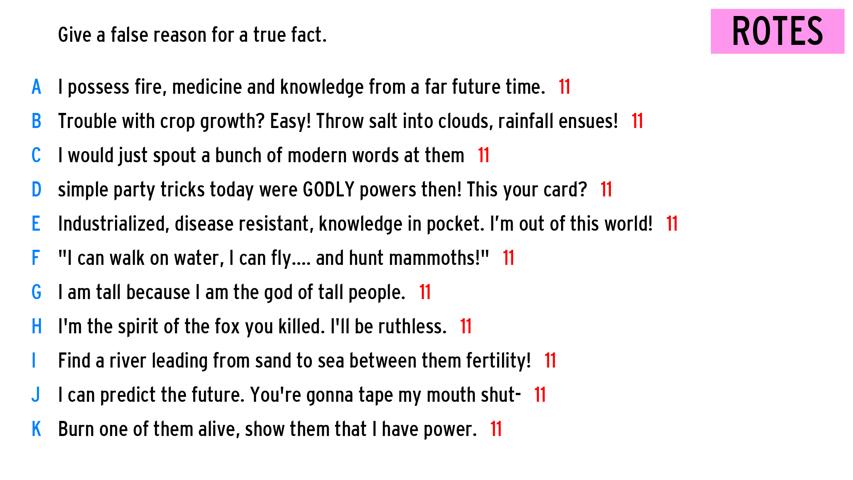 Give a false reason for a true fact.
ROTES
A I possess fire, medicine and knowledge from a far future time. 11
B Trouble with crop growth? Easy! Throw salt into clouds, rainfall ensues! 11
C I would just spout a bunch of modern words at them 11
D simple party tricks today were GODLY powers then! This your card? 11
E Industrialized, disease resistant, knowledge in pocket. I'm out of this world! 11
F "I can walk on water, I can fly.... and hunt mammoths!" 11
G I am tall because I am the god of tall people. 11
H I'm the spirit of the fox you killed. I'll be ruthless. 11
I Find a river leading from sand to sea between them fertility! 11
J I can predict the future. You're gonna tape my mouth shut- 11
K Burn one of them alive, show them that I have power. 11